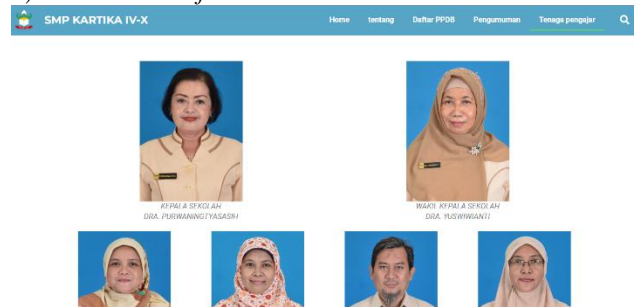 SMP KARTIKA IV-X
Home tentang Daftar PPDB Pengumuman Tenaga pengajar
KEPALA SEKOLAH
DRA. PURWANINGTYASASIH
WAKIL KEPALA SEKOLAH
DRA. YUSWIWIANTI